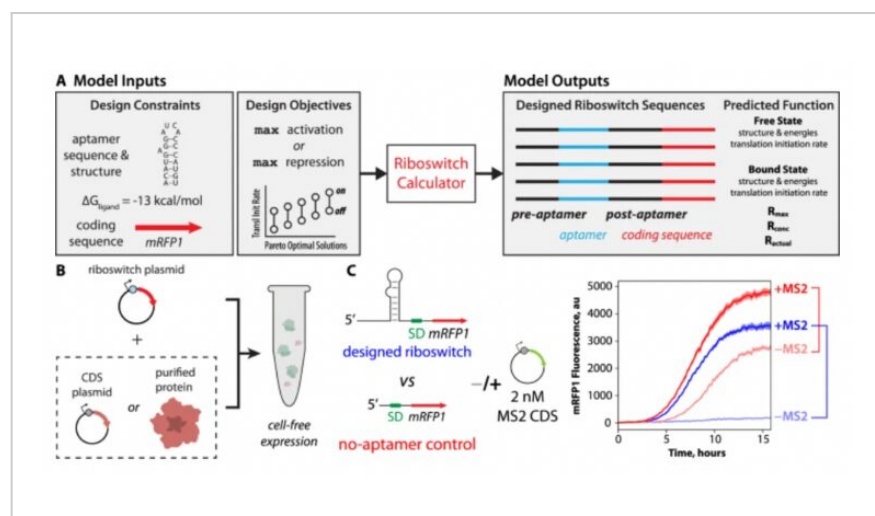 A Model Inputs
Design Constraints
aptamer
sequence &
structure
ΔGligand = -13 kcal/mol
coding
sequence
mRFP1
Design Objectives
max activation
or
max repression
Transl Init Rate
on
off
Pareto Optimal Solutions
Riboswitch
Calculator
Model Outputs
Designed Riboswitch Sequences
pre-aptamer post-aptamer
aptamer coding sequence
Predicted Function
Free State
structure & energies
translation initiation rate
Bound State
structure & energies
translation initiation rate
Rmax
Rconc
Ractual
B
riboswitch plasmid
+
CDS
plasmid
or
purified
protein
cell-free
expression
C
5′
SD mRFP1
designed riboswitch
vs
5′
SD mRFP1
no-aptamer control
−/+
2 nM
MS2 CDS
mRFP1 Fluorescence, au
5000
4000
3000
2000
1000
0
0 5 10 15
Time, hours
+MS2
+MS2
−MS2
−MS2